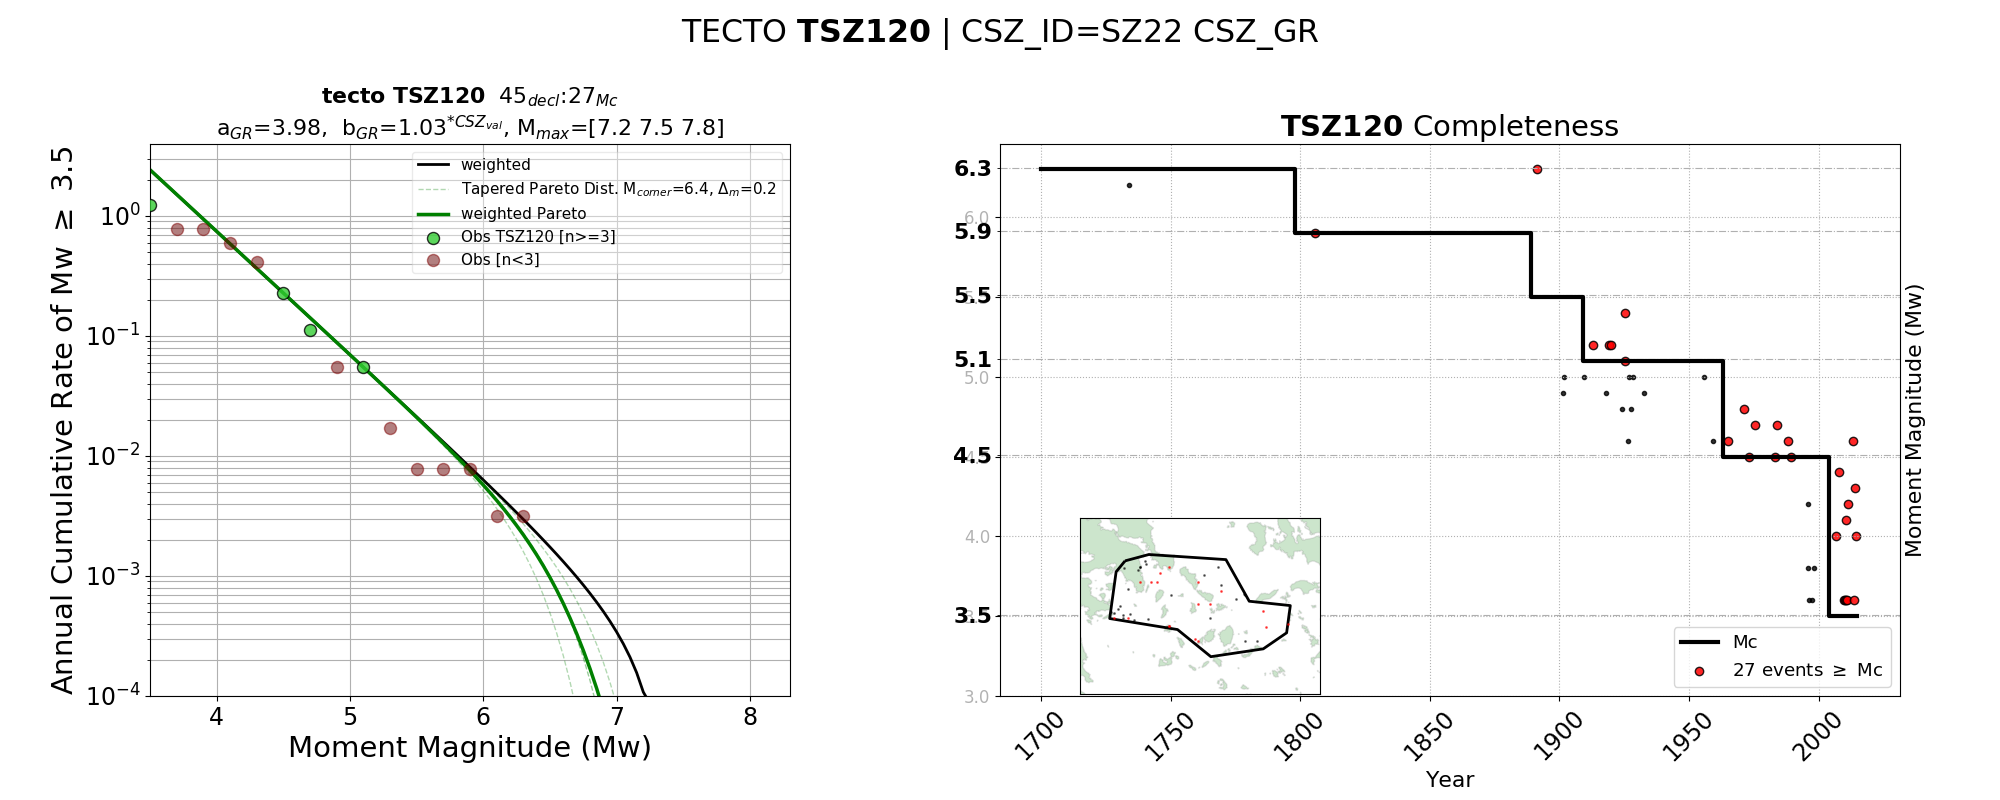 TECTO TSZ120 | CSZ_ID=SZ22 CSZ_GR
tecto TSZ120 45decl:27Mc
aGR=3.98, bGR=1.03*CSZval, Mmax=[7.2 7.5 7.8]
Annual Cumulative Rate of Mw ≥ 3.5
10^0
10^−1
10^−2
10^−3
10^−4
weighted
Tapered Pareto Dist. Mcorner=6.4, Δm=0.2
weighted Pareto
Obs TSZ120 [n>=3]
Obs [n<3]
4 5 6 7 8
Moment Magnitude (Mw)
TSZ120 Completeness
6.3
6.0
5.9
5.5
5.1
5.0
4.5
4.0
3.5
3.0
Moment Magnitude (Mw)
Mc
27 events ≥ Mc
1700 1750 1800 1850 1900 1950 2000
Year